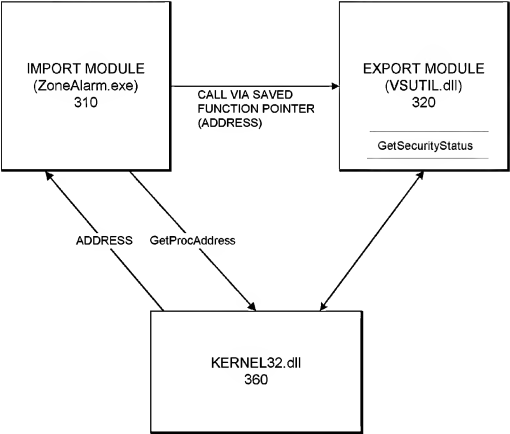 IMPORT MODULE
(ZoneAlarm.exe)
310
CALL VIA SAVED
FUNCTION POINTER
(ADDRESS)
EXPORT MODULE
(VSUTIL.dll)
320
GetSecurityStatus
ADDRESS
GetProcAddress
KERNEL32.dll
360